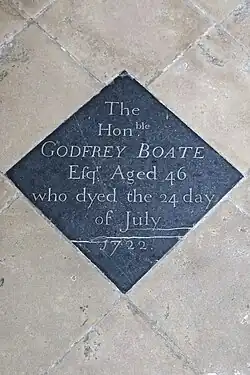 The
Honble
GODFREY BOATE
Esqr. Aged 46
who dyed the 24 day
of July
1722.